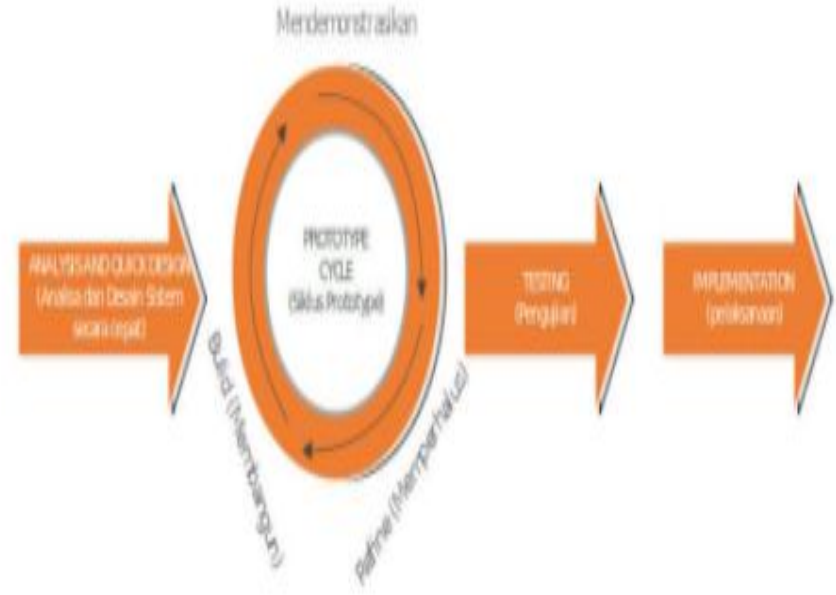 Mendemonstrasikan
ANALYSIS AND QUICK DESIGN
(Analisa dan Desain Sistem
secara cepat)
PROTOTYPE
CYCLE
(Siklus Prototype)
TESTING
(Pengujian)
IMPLEMENTATION
(pelaksanaan)
Build (Membangun)
Refine (Memperhalus)